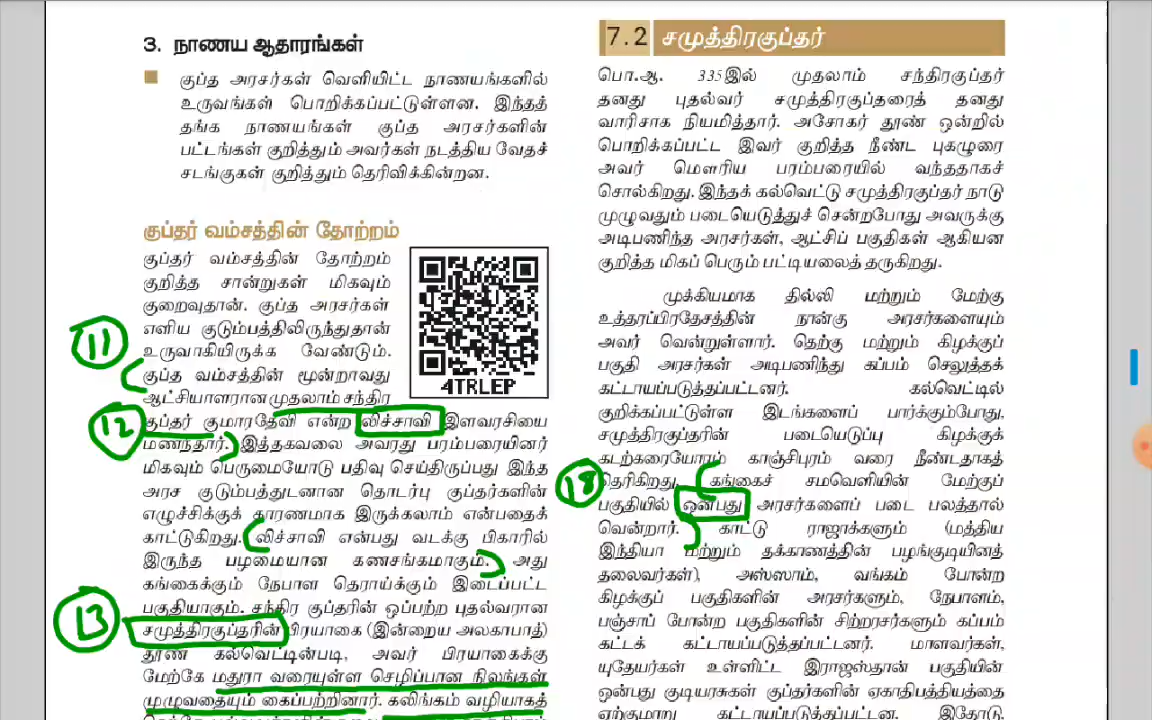 3. நாணய ஆதாரங்கள்
குப்த அரசர்கள் வெளியிட்ட நாணயங்களில்
உருவங்கள் பொறிக்கப்பட்டுள்ளன. இந்தத்
தங்க நாணயங்கள் குப்த அரசர்களின்
பட்டங்கள் குறித்தும் அவர்கள் நடத்திய வேதச்
சடங்குகள் குறித்தும் தெரிவிக்கின்றன.
குப்தர் வம்சத்தின் தோற்றம்
குப்தர் வம்சத்தின் தோற்றம்
குறித்த சான்றுகள் மிகவும்
குறைவுதான். குப்த அரசர்கள்
எளிய குடும்பத்திலிருந்துதான்
11
உருவாகியிருக்க வேண்டும்.
குப்த வம்சத்தின் மூன்றாவது
4TRLEP
ஆட்சியாளரான முதலாம் சந்திர
12
குப்தர் குமாரதேவி என்ற லிச்சாவி இளவரசியை
மணந்தார். இத்தகவலை அவரது பரம்பரையினர்
மிகவும் பெருமையோடு பதிவு செய்திருப்பது இந்த
அரச குடும்பத்துடனான தொடர்பு குப்தர்களின்
எழுச்சிக்குக் காரணமாக இருக்கலாம் என்பதைக்
காட்டுகிறது. லிச்சாவி என்பது வடக்கு பிகாரில்
இருந்த பழமையான கணசங்கமாகும். அது
கங்கைக்கும் நேபாள தெராய்க்கும் இடைப்பட்ட
பகுதியாகும். சந்திர குப்தரின் ஒப்பற்ற புதல்வரான
13
சமுத்திரகுப்தரின் பிரயாகை (இன்றைய அலகாபாத்)
தூண் கல்வெட்டின்படி, அவர் பிரயாகைக்கு
மேற்கே மதுரா வரையுள்ள செழிப்பான நிலங்கள்
முழுவதையும் கைப்பற்றினார். கலிங்கம் வழியாகத்
7.2 சமுத்திரகுப்தர்
பொ.ஆ. 335இல் முதலாம் சந்திரகுப்தர்
தனது புதல்வர் சமுத்திரகுப்தரைத் தனது
வாரிசாக நியமித்தார். அசோகர் தூண் ஒன்றில்
பொறிக்கப்பட்ட இவர் குறித்த நீண்ட புகழுரை
அவர் மௌரிய பரம்பரையில் வந்ததாகச்
சொல்கிறது. இந்தக் கல்வெட்டு சமுத்திரகுப்தர் நாடு
முழுவதும் படையெடுத்துச் சென்றபோது அவருக்கு
அடிபணிந்த அரசர்கள், ஆட்சிப் பகுதிகள் ஆகியன
குறித்த மிகப் பெரும் பட்டியலைத் தருகிறது.
முக்கியமாக தில்லி மற்றும் மேற்கு
உத்தரப்பிரதேசத்தின் நான்கு அரசர்களையும்
அவர் வென்றுள்ளார். தெற்கு மற்றும் கிழக்குப்
பகுதி அரசர்கள் அடிபணிந்து கப்பம் செலுத்தக்
கட்டாயப்படுத்தப்பட்டனர். கல்வெட்டில்
குறிக்கப்பட்டுள்ள இடங்களைப் பார்க்கும்போது,
சமுத்திரகுப்தரின் படையெடுப்பு கிழக்குக்
கடற்கரையோரம் காஞ்சிபுரம் வரை நீண்டதாகத்
18
தெரிகிறது. கங்கைச் சமவெளியின் மேற்குப்
பகுதியில் ஒன்பது அரசர்களைப் படை பலத்தால்
வென்றார். காட்டு ராஜாக்களும் (மத்திய
இந்தியா மற்றும் தக்காணத்தின் பழங்குடியினத்
தலைவர்கள்), அஸ்ஸாம், வங்கம் போன்ற
கிழக்குப் பகுதிகளின் அரசர்களும், நேபாளம்,
பஞ்சாப் போன்ற பகுதிகளின் சிற்றரசர்களும் கப்பம்
கட்டக் கட்டாயப்படுத்தப்பட்டனர். மாளவர்கள்,
யுதேயர்கள் உள்ளிட்ட இராஜஸ்தான் பகுதியின்
ஒன்பது குடியரசுகள் குப்தர்களின் ஏகாதிபத்தியத்தை
ஏற்குமாறு கட்டாயப்படுத்தப்பட்டன. இதோடு,